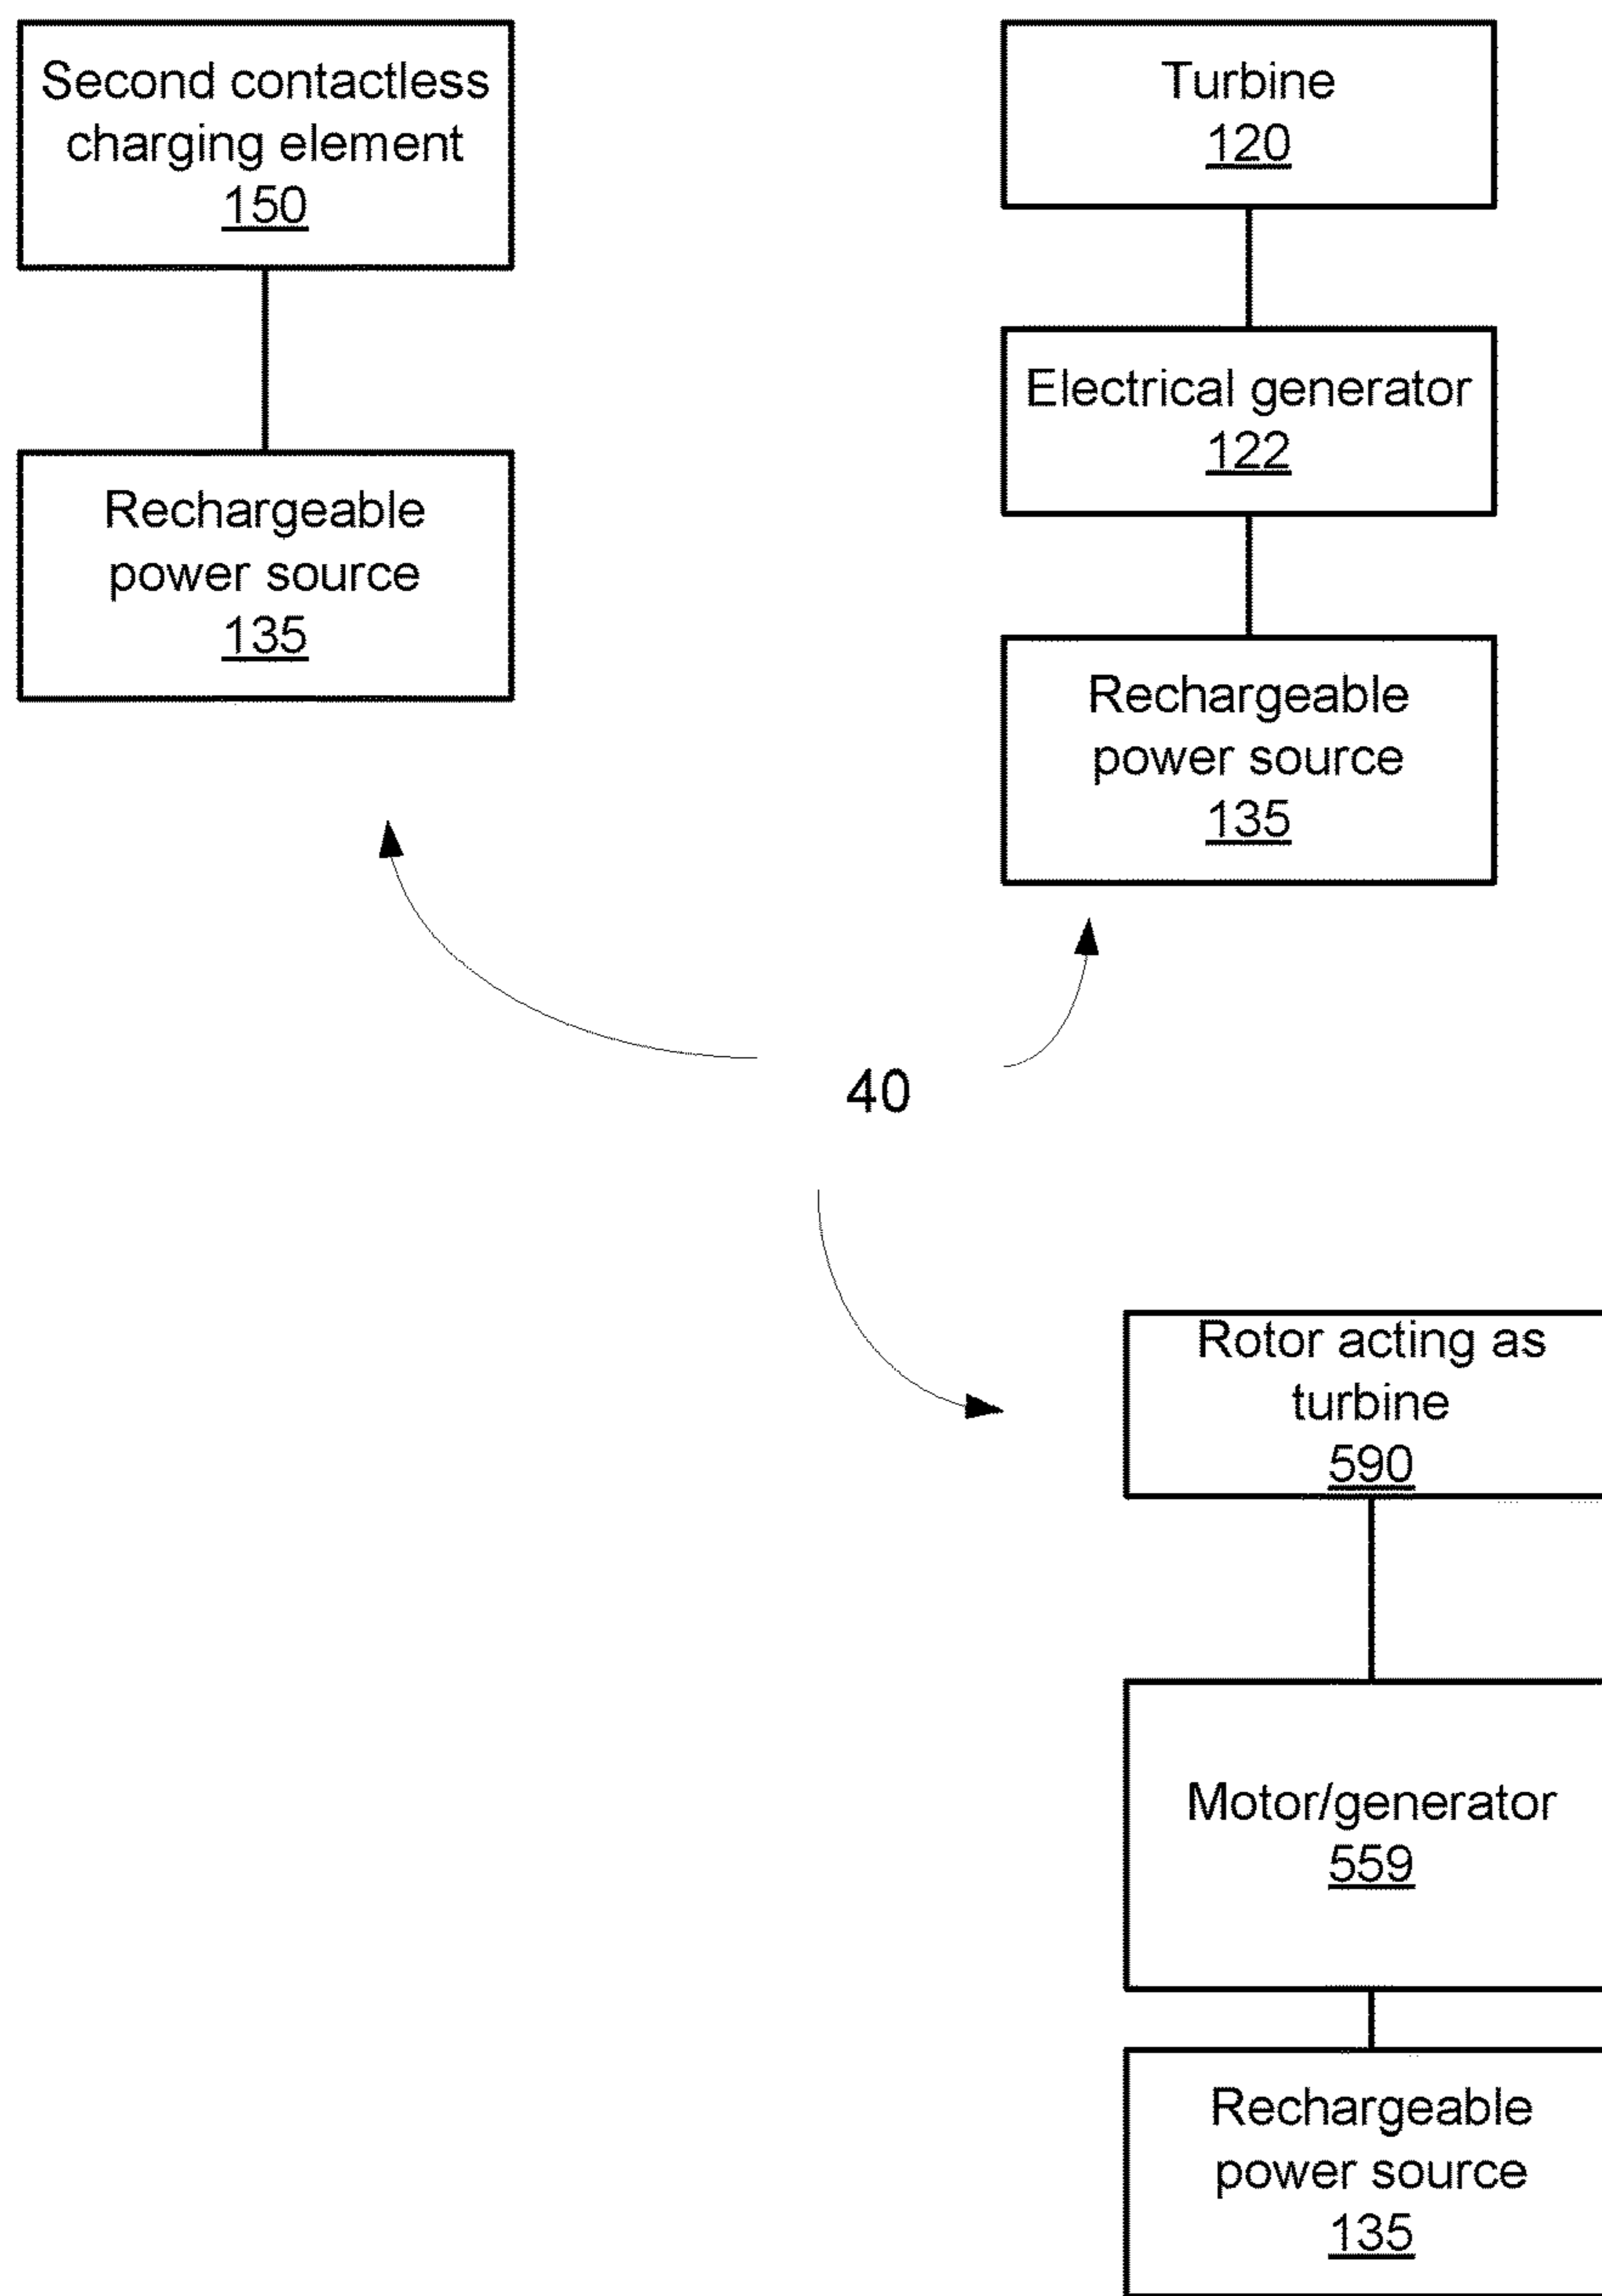 Second contactless
charging element
150
Rechargeable
power source
135
Turbine
120
Electrical generator
122
Rechargeable
power source
135
40
Rotor acting as
turbine
590
Motor/generator
559
Rechargeable
power source
135